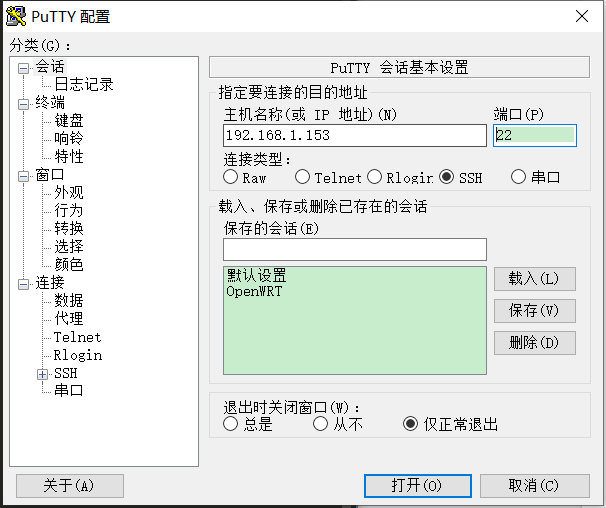 PuTTY 配置
分类(G)：
会话
日志记录
终端
键盘
响铃
特性
窗口
外观
行为
转换
选择
颜色
连接
数据
代理
Telnet
Rlogin
SSH
串口
PuTTY 会话基本设置
指定要连接的目的地址
主机名称(或 IP 地址)(N) 端口(P)
192.168.1.153 22
连接类型：
Raw Telnet Rlogin SSH 串口
载入、保存或删除已存在的会话
保存的会话(E)
默认设置
OpenWRT
载入(L)
保存(V)
删除(D)
退出时关闭窗口(W)：
总是 从不 仅正常退出
关于(A) 打开(O) 取消(C)